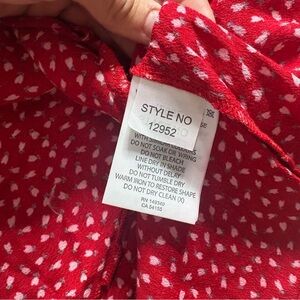 STYLE NO
12952
DO NOT SOAK OR WRING
DO NOT BLEACH
LINE DRY IN SHADE
WITHOUT DELAY
DO NOT TUMBLE DRY
WARM IRON TO RESTORE SHAPE
DO NOT DRY CLEAN (X)